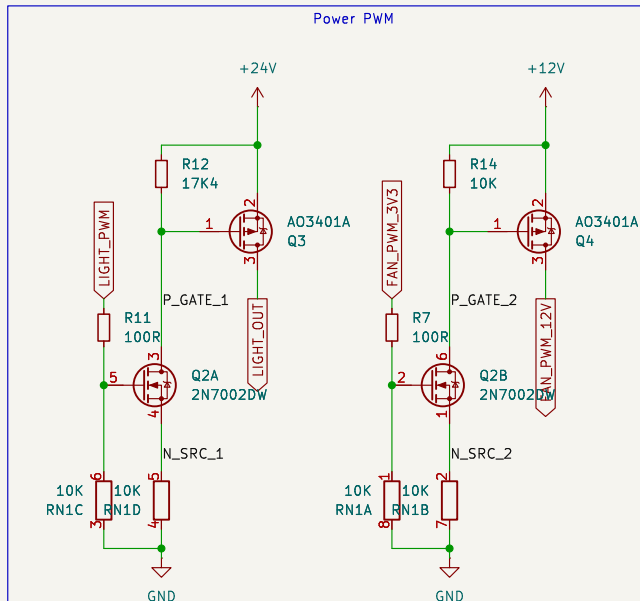 Power PWM
+24V
+12V
R12
17K4
R14
10K
2
2
1
AO3401A
Q3
1
AO3401A
Q4
3
3
LIGHT_PWM
FAN_PWM_3V3
P_GATE_1
P_GATE_2
LIGHT_OUT
FAN_PWM_12V
R11
100R
R7
100R
3
5
Q2A
2N7002DW
4
6
2
Q2B
2N7002DW
1
N_SRC_1
N_SRC_2
6
10K
RN1C
3
5
10K
RN1D
4
1
10K
RN1A
8
2
10K
RN1B
7
GND
GND